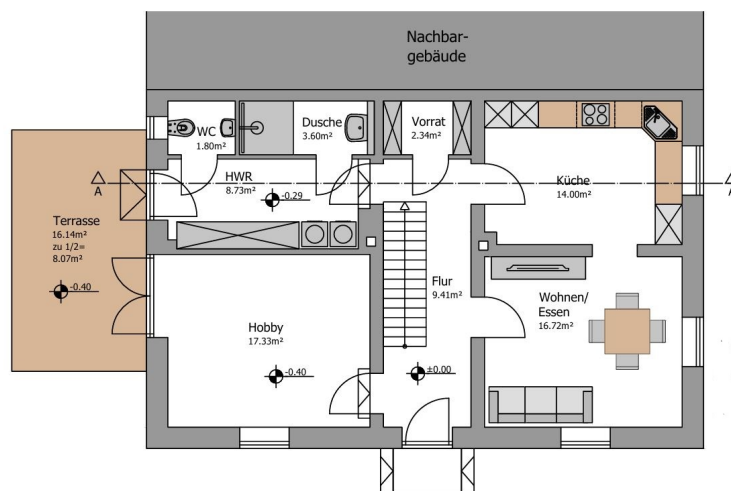 Nachbar-
gebäude
WC
1.80m²
Dusche
3.60m²
Vorrat
2.34m²
A
HWR
8.73m²
-0.29
Küche
14.00m²
A
Terrasse
16.14m²
zu 1/2=
8.07m²
-0.40
Flur
9.41m²
Wohnen/
Essen
16.72m²
Hobby
17.33m²
-0.40
±0.00